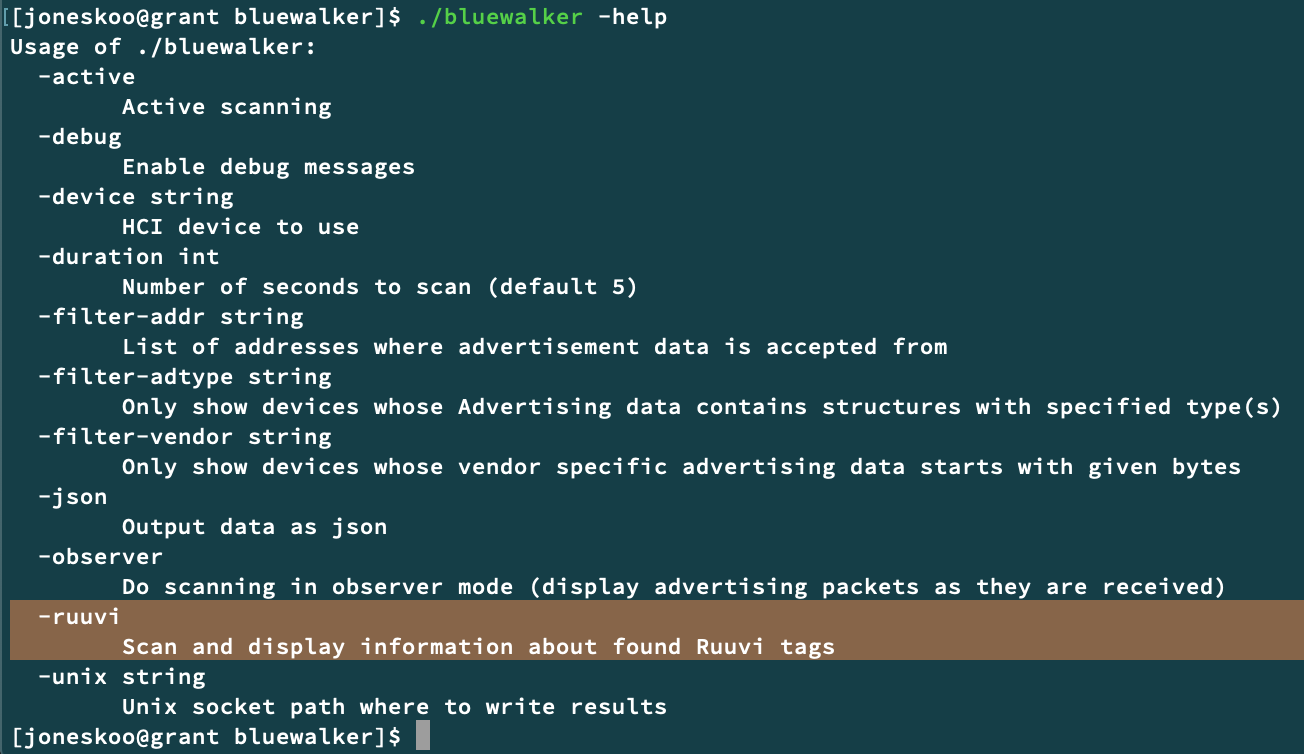 [[joneskoo@grant bluewalker]$ ./bluewalker -help
Usage of ./bluewalker:
  -active
        Active scanning
  -debug
        Enable debug messages
  -device string
        HCI device to use
  -duration int
        Number of seconds to scan (default 5)
  -filter-addr string
        List of addresses where advertisement data is accepted from
  -filter-adtype string
        Only show devices whose Advertising data contains structures with specified type(s)
  -filter-vendor string
        Only show devices whose vendor specific advertising data starts with given bytes
  -json
        Output data as json
  -observer
        Do scanning in observer mode (display advertising packets as they are received)
  -ruuvi
        Scan and display information about found Ruuvi tags
  -unix string
        Unix socket path where to write results
[joneskoo@grant bluewalker]$